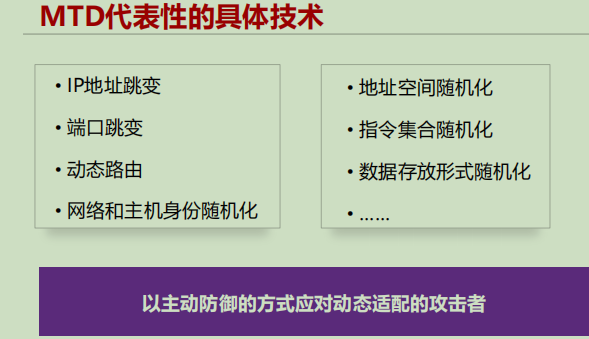 MTD代表性的具体技术
• IP地址跳变
• 端口跳变
• 动态路由
• 网络和主机身份随机化
• 地址空间随机化
• 指令集合随机化
• 数据存放形式随机化
• ……
以主动防御的方式应对动态适配的攻击者